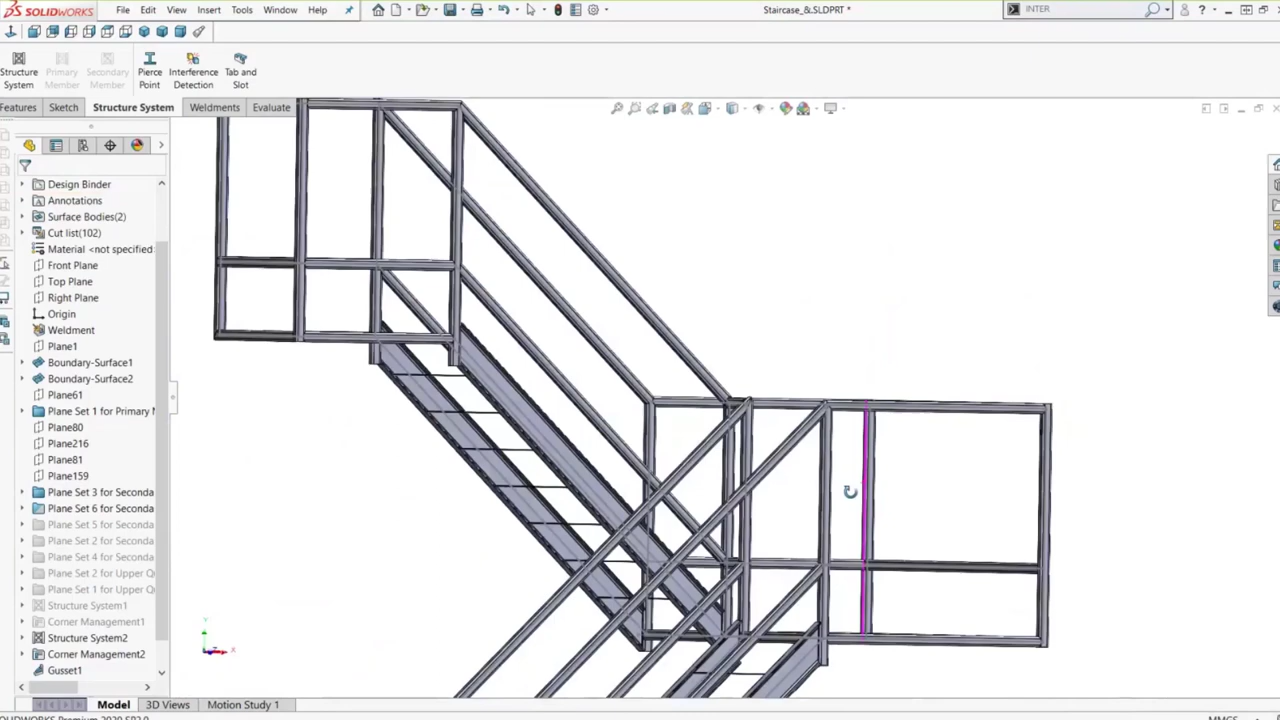 SOLIDWORKS File Edit View Insert Tools Window Help Staircase_&.SLDPRT * INTER
Structure System
Primary Member
Secondary Member
Pierce Point
Interference Detection
Tab and Slot
Features Sketch Structure System Weldments Evaluate
Design Binder
Annotations
Surface Bodies(2)
Cut list(102)
Material <not specified
Front Plane
Top Plane
Right Plane
Origin
Weldment
Plane1
Boundary-Surface1
Boundary-Surface2
Plane61
Plane Set 1 for Primary
Plane80
Plane216
Plane81
Plane159
Plane Set 3 for Seconda
Plane Set 6 for Seconda
Plane Set 5 for Seconda
Plane Set 2 for Seconda
Plane Set 4 for Seconda
Plane Set 2 for Upper Q
Plane Set 1 for Upper Q
Structure System1
Corner Management1
Structure System2
Corner Management2
Gusset1
Y
X
Model 3D Views Motion Study 1